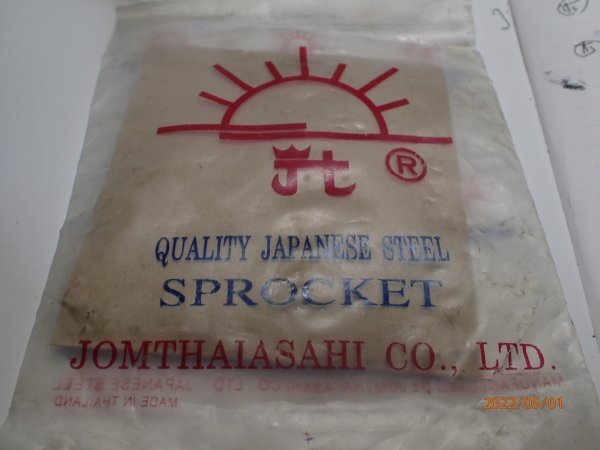 Jt ®
QUALITY JAPANESE STEEL
SPROCKET
JOMTHAIASAHI CO., LTD.
JAPANESE STEEL
MADE IN THAILAND
2022/05/01